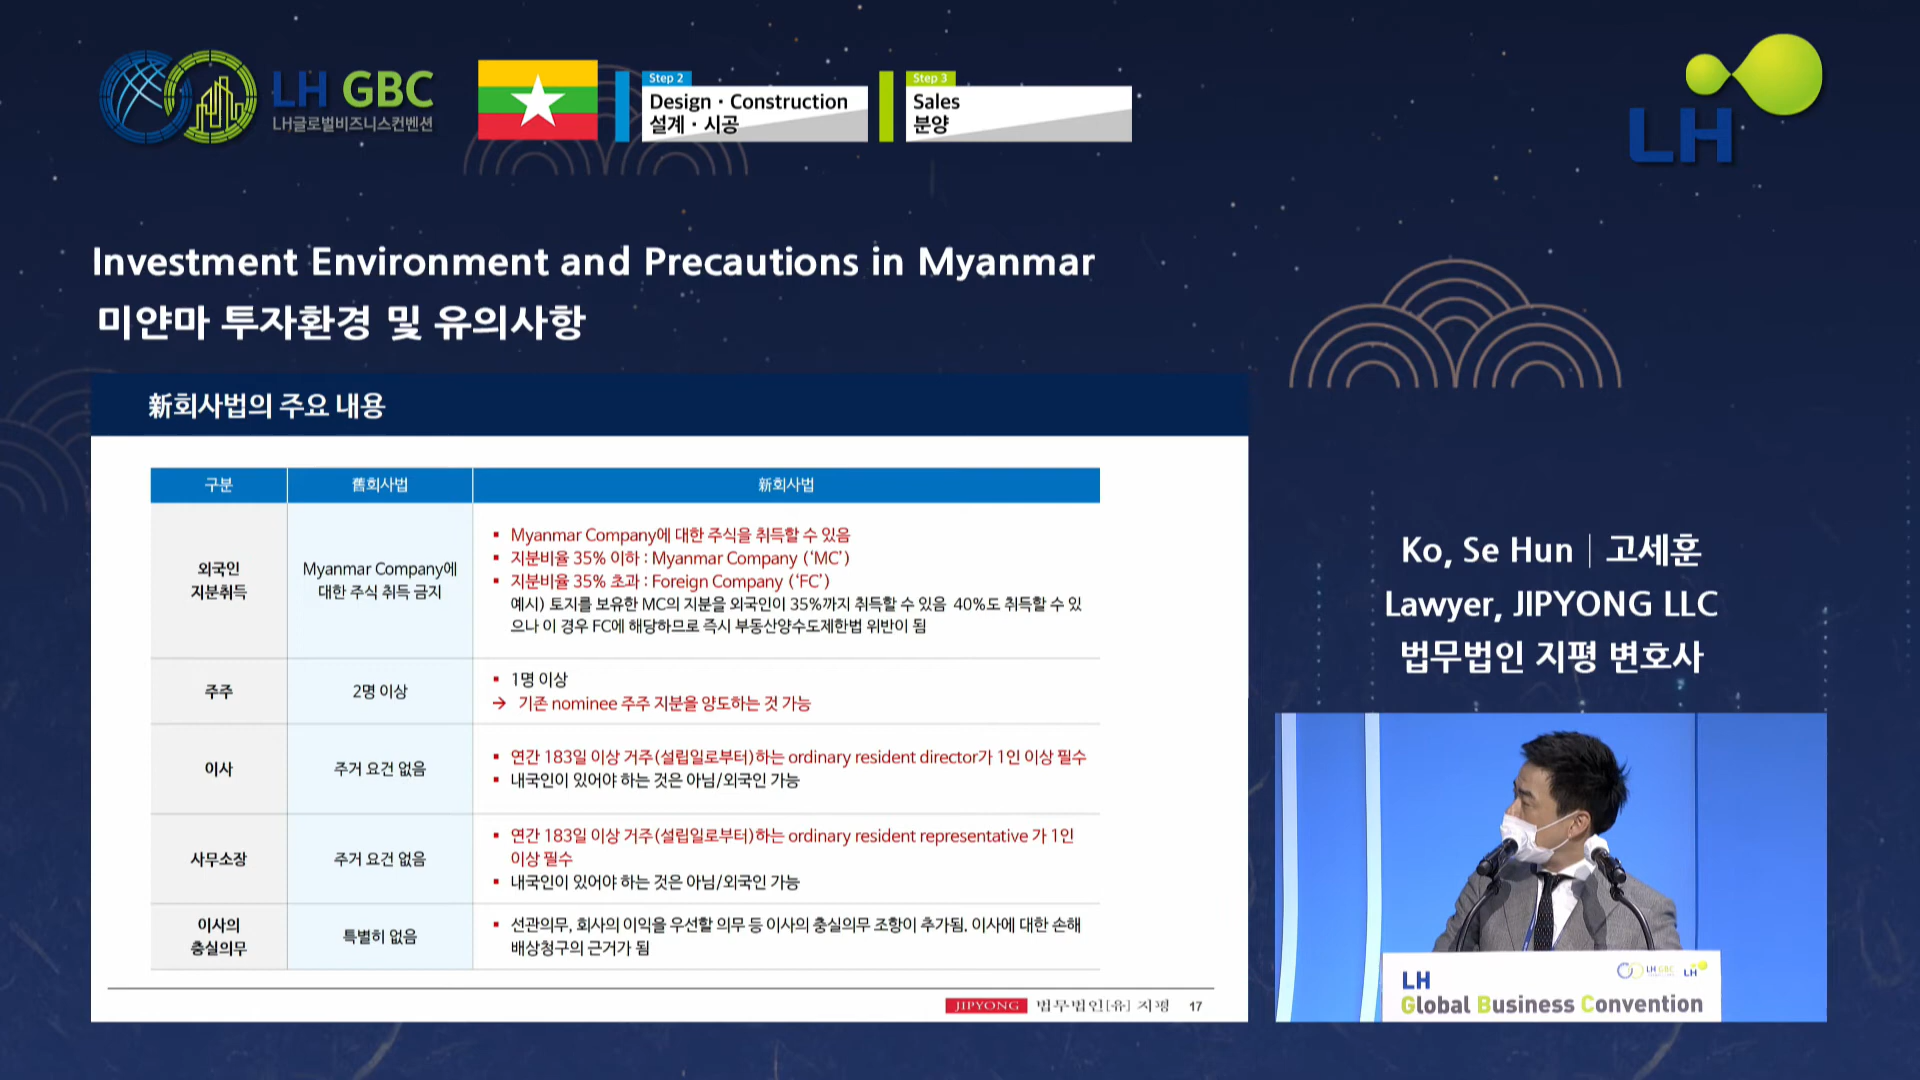 LH GBC
LH글로벌비즈니스컨벤션
Step 2
Design · Construction
설계 · 시공
Step 3
Sales
분양
LH
Investment Environment and Precautions in Myanmar
미얀마 투자환경 및 유의사항
新회사법의 주요 내용
구분
舊회사법
新회사법
외국인
지분취득
Myanmar Company에
대한 주식 취득 금지
▪ Myanmar Company에 대한 주식을 취득할 수 있음
▪ 지분비율 35% 이하 : Myanmar Company (‘MC’)
▪ 지분비율 35% 초과 : Foreign Company (‘FC’)
예시) 토지를 보유한 MC의 지분을 외국인이 35%까지 취득할 수 있음 40%도 취득할 수 있
으나 이 경우 FC에 해당하므로 즉시 부동산양수도제한법 위반이 됨
주주
2명 이상
▪ 1명 이상
→ 기존 nominee 주주 지분을 양도하는 것 가능
이사
주거 요건 없음
▪ 연간 183일 이상 거주(설립일로부터)하는 ordinary resident director가 1인 이상 필수
▪ 내국인이 있어야 하는 것은 아님/외국인 가능
사무소장
주거 요건 없음
▪ 연간 183일 이상 거주(설립일로부터)하는 ordinary resident representative 가 1인
이상 필수
▪ 내국인이 있어야 하는 것은 아님/외국인 가능
이사의
충실의무
특별히 없음
▪ 선관의무, 회사의 이익을 우선할 의무 등 이사의 충실의무 조항이 추가됨. 이사에 대한 손해
배상청구의 근거가 됨
JIPYONG 법무법인[유] 지평 17
Ko, Se Hun | 고세훈
Lawyer, JIPYONG LLC
법무법인 지평 변호사
LH GBC LH
LH
Global Business Convention